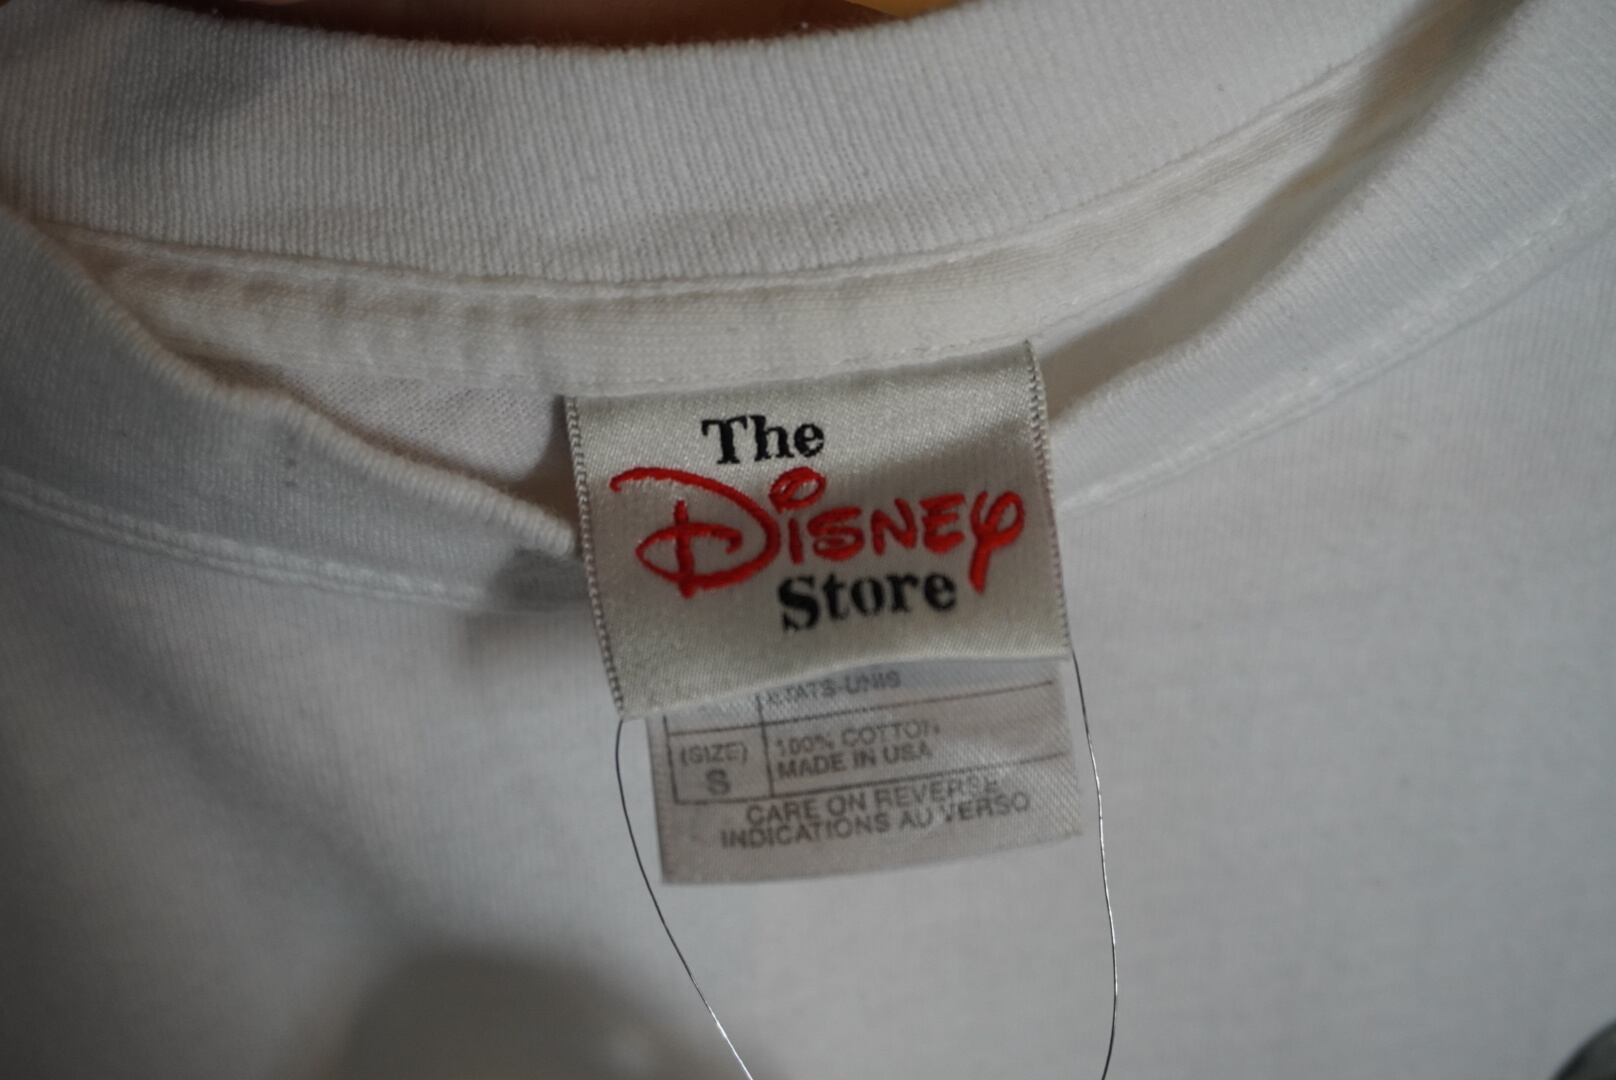 The
Disney
Store
ETATS-UNIS
(SIZE)
S
100% COTTON
MADE IN USA
CARE ON REVERSE
INDICATIONS AU VERSO